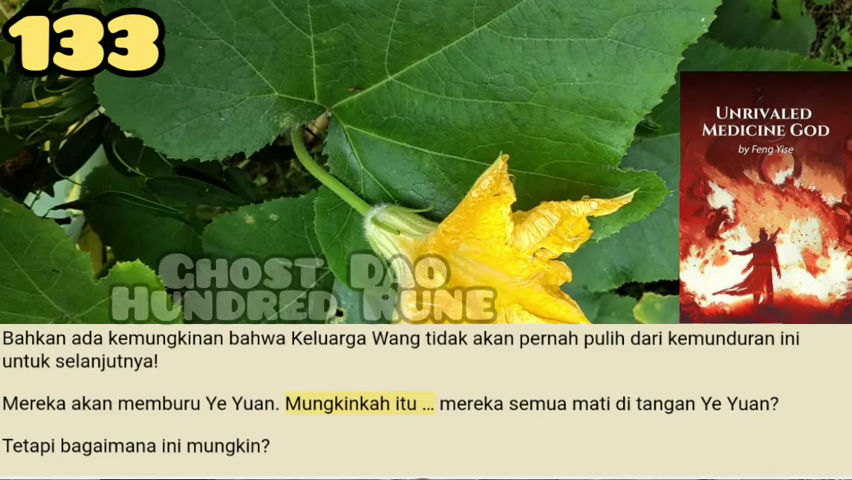 133
UNRIVALED
MEDICINE GOD
by Feng Yise
GHOST DAO
HUNDRED RUNE
Bahkan ada kemungkinan bahwa Keluarga Wang tidak akan pernah pulih dari kemunduran ini
untuk selanjutnya!
Mereka akan memburu Ye Yuan. Mungkinkah itu ... mereka semua mati di tangan Ye Yuan?
Tetapi bagaimana ini mungkin?